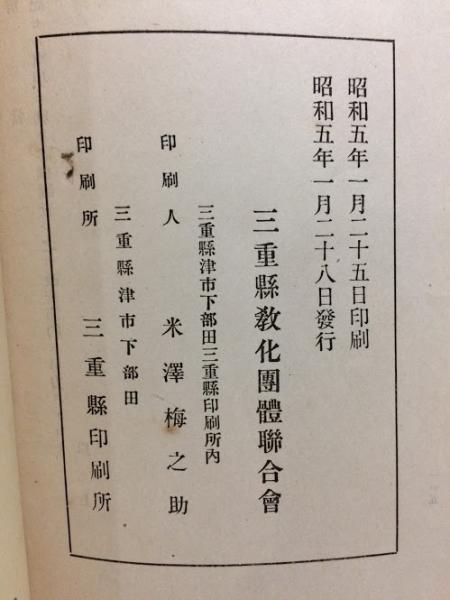 昭和五年一月二十五日印刷
昭和五年一月二十八日發行
三重縣敎化團體聯合會
三重縣津市下部田三重縣印刷所內
印刷人 米澤梅之助
三重縣津市下部田
印刷所 三重縣印刷所